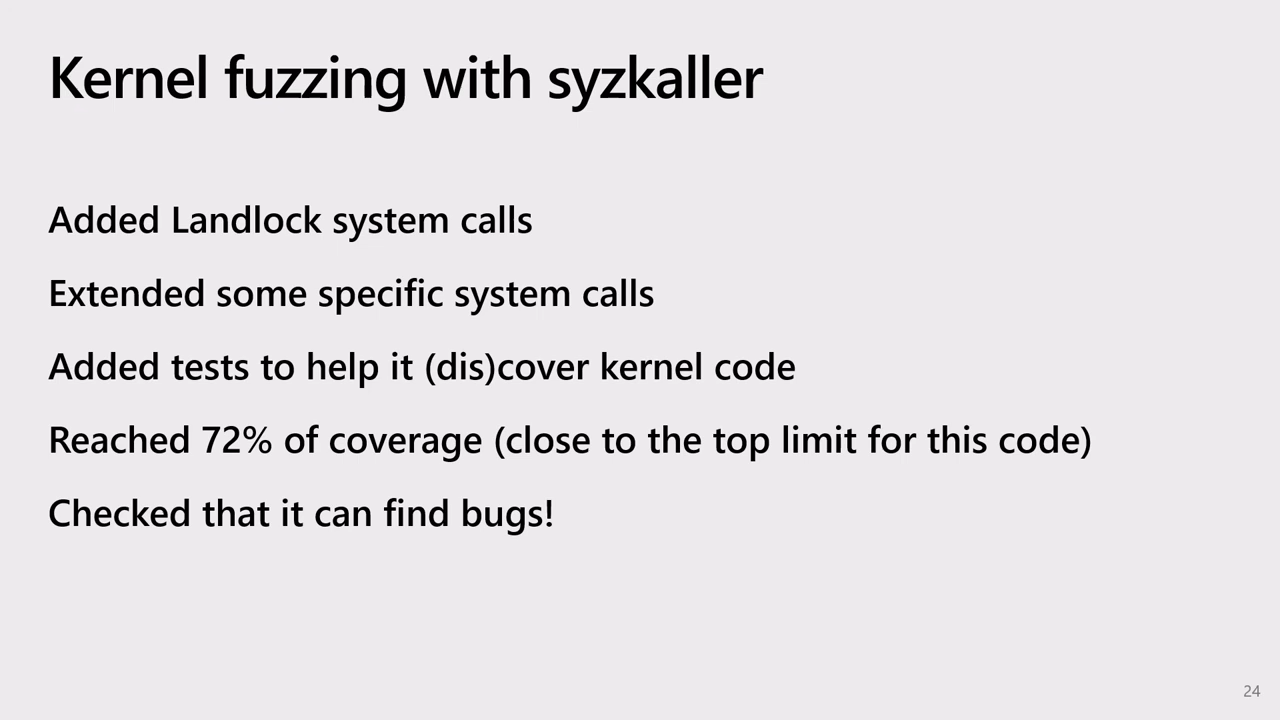 Kernel fuzzing with syzkaller
Added Landlock system calls
Extended some specific system calls
Added tests to help it (dis)cover kernel code
Reached 72% of coverage (close to the top limit for this code)
Checked that it can find bugs!
24